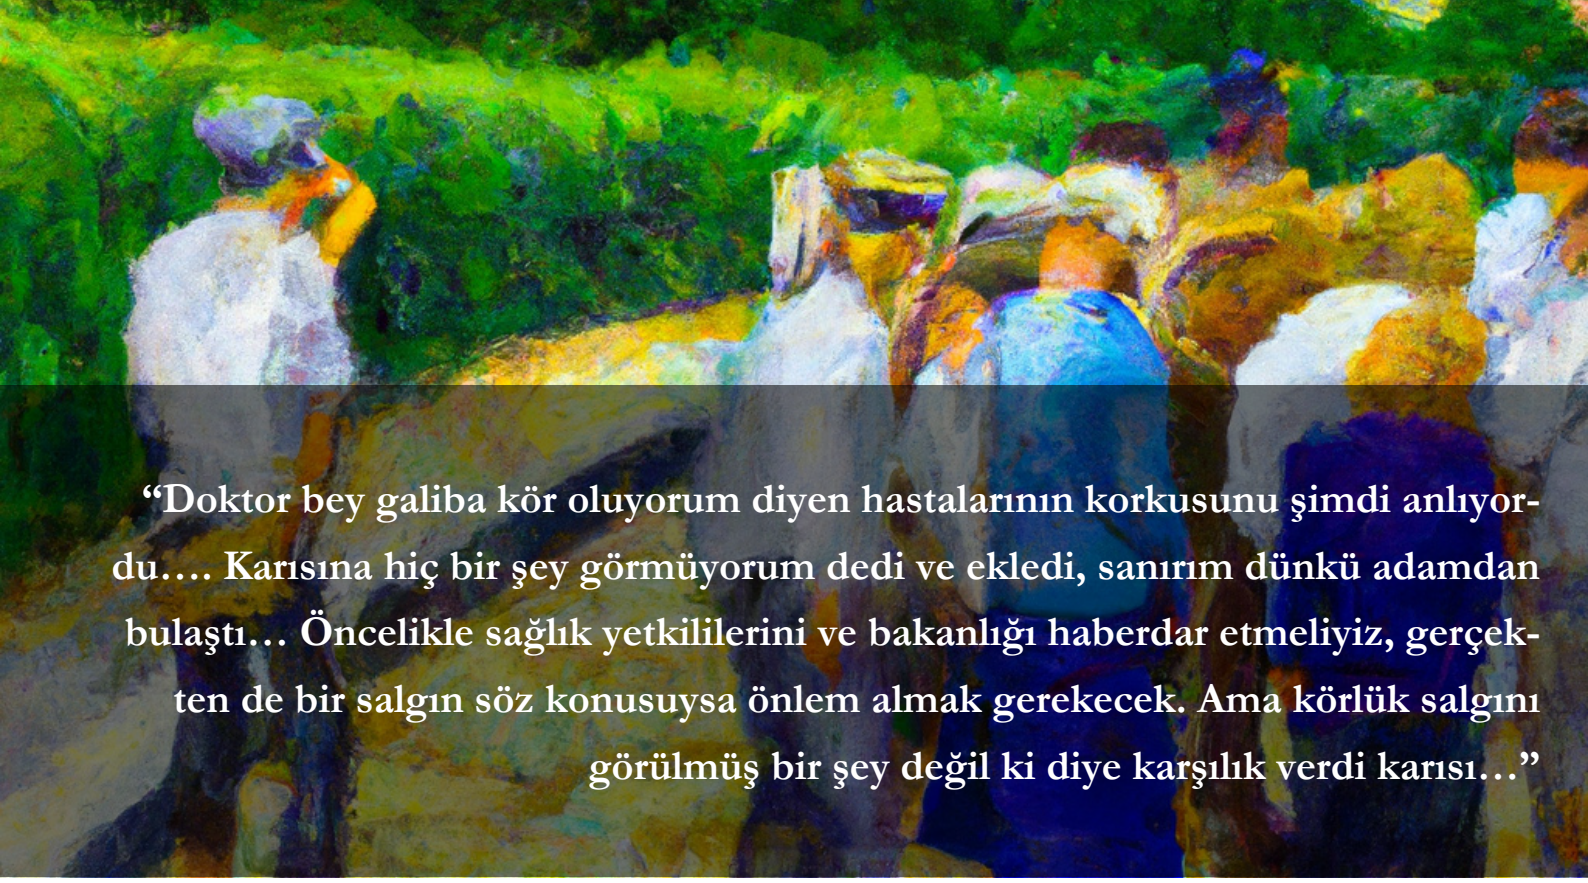 “Doktor bey galiba kör oluyorum diyen hastalarının korkusunu şimdi anlıyor-
du…. Karısına hiç bir şey görmüyorum dedi ve ekledi, sanırım dünkü adamdan
bulaştı… Öncelikle sağlık yetkililerini ve bakanlığı haberdar etmeliyiz, gerçek-
ten de bir salgın söz konusuysa önlem almak gerekecek. Ama körlük salgını
görülmüş bir şey değil ki diye karşılık verdi karısı…”